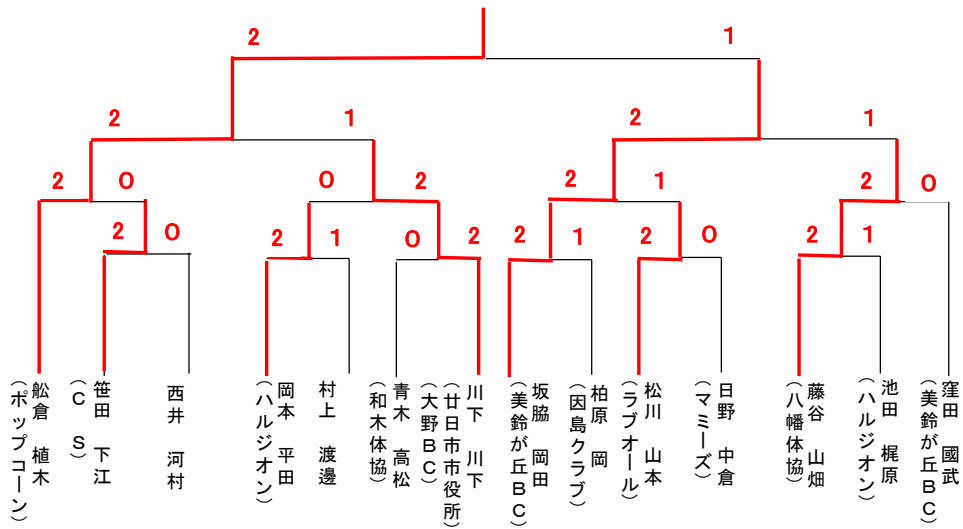 2 1
2 1 2 1
2 0 0 2 2 1 2 0
2 0 2 1 0 2 2 1 2 0 2 1
舩倉 植木
(ポップコーン)
笹田 下江
(C S)
西井 河村
岡本 平田
(ハルジオン)
村上 渡邊
青木 高松
(和木体協)
川下 川下
(廿日市市役所)
(大野BC)
坂脇 岡田
(美鈴が丘BC)
柏原 岡
(因島クラブ)
松川 山本
(ラブオール)
日野 中倉
(マミーズ)
藤谷 山畑
(八幡体協)
池田 梶原
(ハルジオン)
窪田 國武
(美鈴が丘BC)